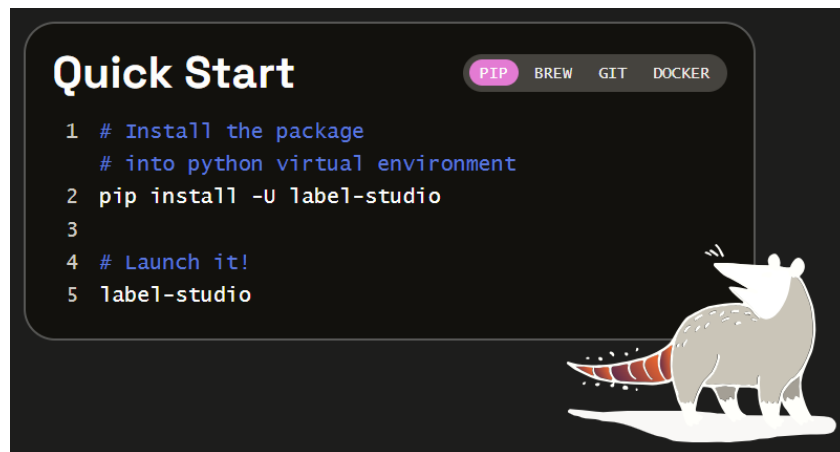 Quick Start
PIP BREW GIT DOCKER
1 # Install the package
# into python virtual environment
2 pip install -U label-studio
3
4 # Launch it!
5 label-studio